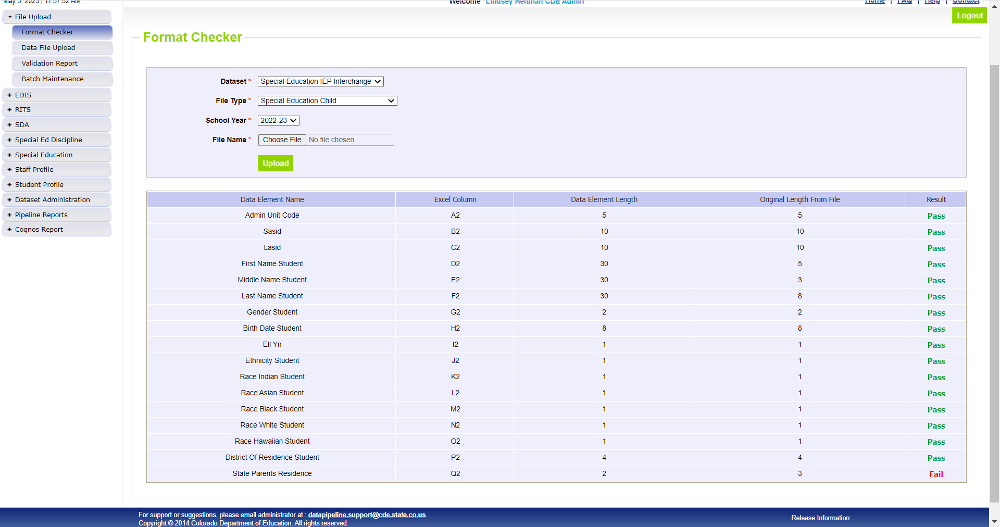 May 5, 2023 | 11:57:52 AM
Welcome Lindsey Heitman CDE Admin
Home | FAQ | Help | Contact
Logout
- File Upload
Format Checker
Data File Upload
Validation Report
Batch Maintenance
+ EDIS
+ RITS
+ SDA
+ Special Ed Discipline
+ Special Education
+ Staff Profile
+ Student Profile
+ Dataset Administration
+ Pipeline Reports
+ Cognos Report
Format Checker
Dataset * Special Education IEP Interchange
File Type * Special Education Child
School Year * 2022-23
File Name * Choose File No file chosen
Upload
Data Element Name Excel Column Data Element Length Original Length From File Result
Admin Unit Code A2 5 5 Pass
Sasid B2 10 10 Pass
Lasid C2 10 10 Pass
First Name Student D2 30 5 Pass
Middle Name Student E2 30 3 Pass
Last Name Student F2 30 8 Pass
Gender Student G2 2 2 Pass
Birth Date Student H2 8 8 Pass
Ell Yn I2 1 1 Pass
Ethnicity Student J2 1 1 Pass
Race Indian Student K2 1 1 Pass
Race Asian Student L2 1 1 Pass
Race Black Student M2 1 1 Pass
Race White Student N2 1 1 Pass
Race Hawaiian Student O2 1 1 Pass
District Of Residence Student P2 4 4 Pass
State Parents Residence Q2 2 3 Fail
For support or suggestions, please email administrator at : datapipeline.support@cde.state.co.us.
Copyright © 2014 Colorado Department of Education. All rights reserved.
Release Information: